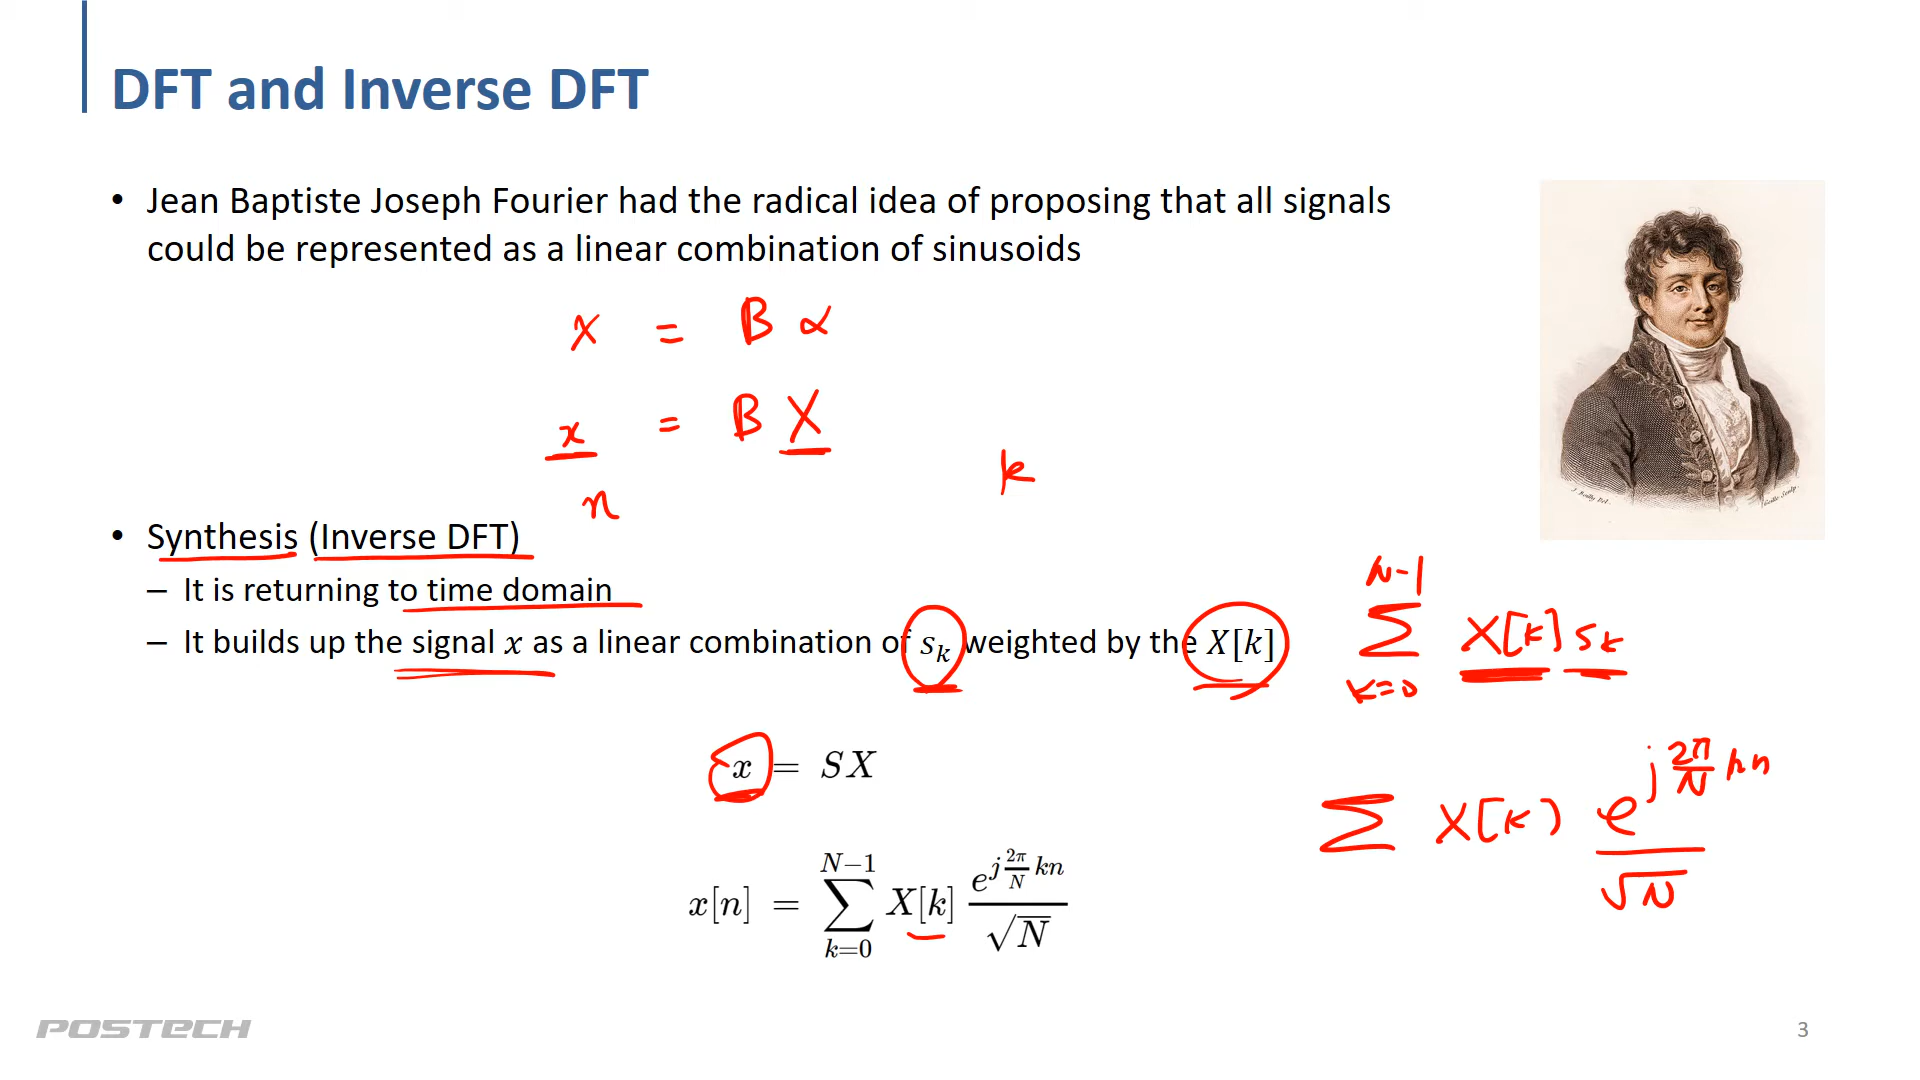 DFT and Inverse DFT
• Jean Baptiste Joseph Fourier had the radical idea of proposing that all signals
could be represented as a linear combination of sinusoids
x = B α
x = B X
n
k
• Synthesis (Inverse DFT)
– It is returning to time domain
– It builds up the signal x as a linear combination of s_k weighted by the X[k]
∑_{k=0}^{N-1} X[k] s_k
x = SX
∑ X[k] e^{j 2π/N kn} / √N
x[n] = ∑_{k=0}^{N−1} X[k] e^{j 2π/N kn} / √N
POSTECH
3